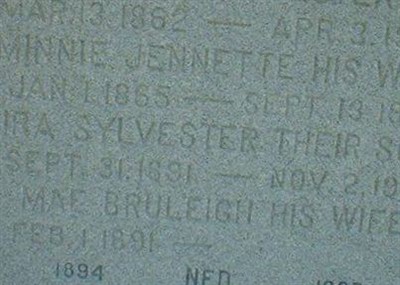 MAR. 13. 1862 — APR. 3.
MINNIE JENNETTE HIS
JAN. 1. 1865 — SEPT. 13.
IRA SYLVESTER THEIR
SEPT. 31. 1891 — NOV. 2. 19
MAE BRULEIGH HIS WIFE
FEB. 1. 1891 —
1894 NED